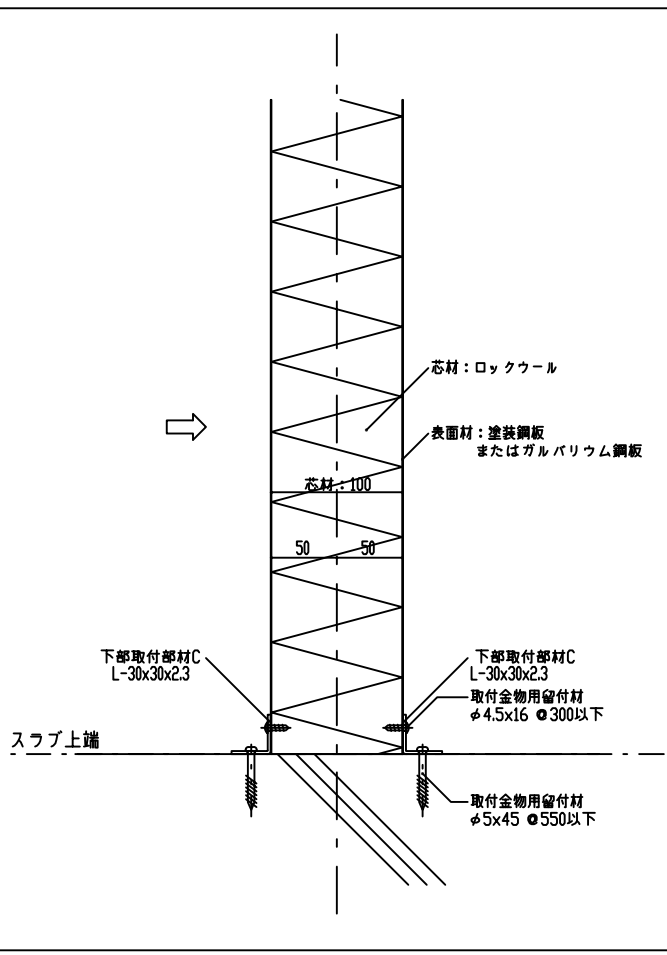 芯材：ロックウール
表面材：塗装鋼板
またはガルバリウム鋼板
芯材：100
50
50
下部取付部材C
L-30x30x2.3
下部取付部材C
L-30x30x2.3
取付金物用留付材
φ4.5x16 @300以下
スラブ上端
取付金物用留付材
φ5x45 @550以下